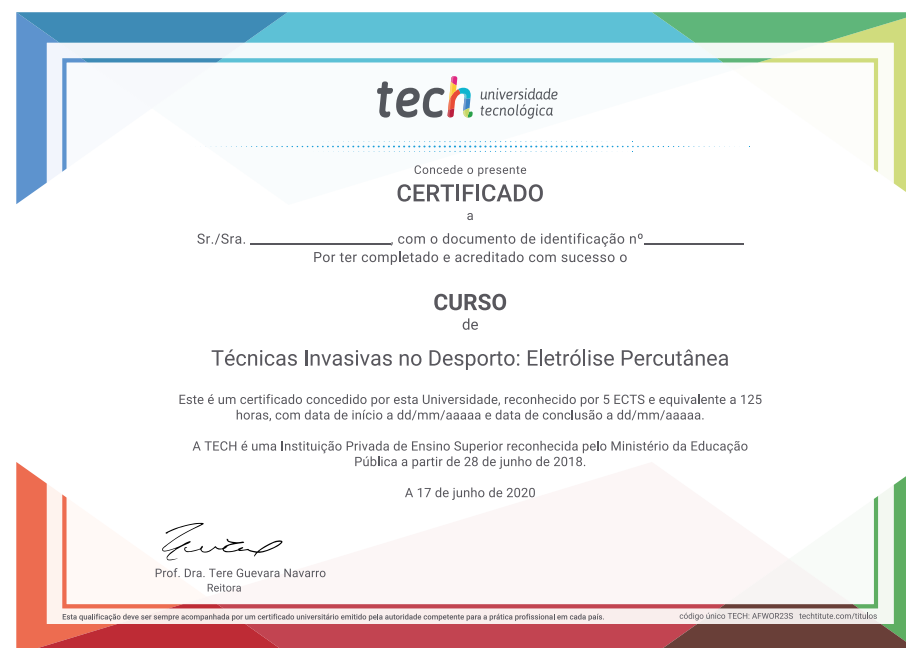 tech universidade
tecnológica
Concede o presente
CERTIFICADO
a
Sr./Sra. ____________________, com o documento de identificação nº______________
Por ter completado e acreditado com sucesso o
CURSO
de
Técnicas Invasivas no Desporto: Eletrólise Percutânea
Este é um certificado concedido por esta Universidade, reconhecido por 5 ECTS e equivalente a 125
horas, com data de início a dd/mm/aaaaa e data de conclusão a dd/mm/aaaaa.
A TECH é uma Instituição Privada de Ensino Superior reconhecida pelo Ministério da Educação
Pública a partir de 28 de junho de 2018.
A 17 de junho de 2020
Prof. Dra. Tere Guevara Navarro
Reitora
Esta qualificação deve ser sempre acompanhada por um certificado universitário emitido pela autoridade competente para a prática profissional em cada país.
código único TECH: AFWOR23S techtitute.com/titulos